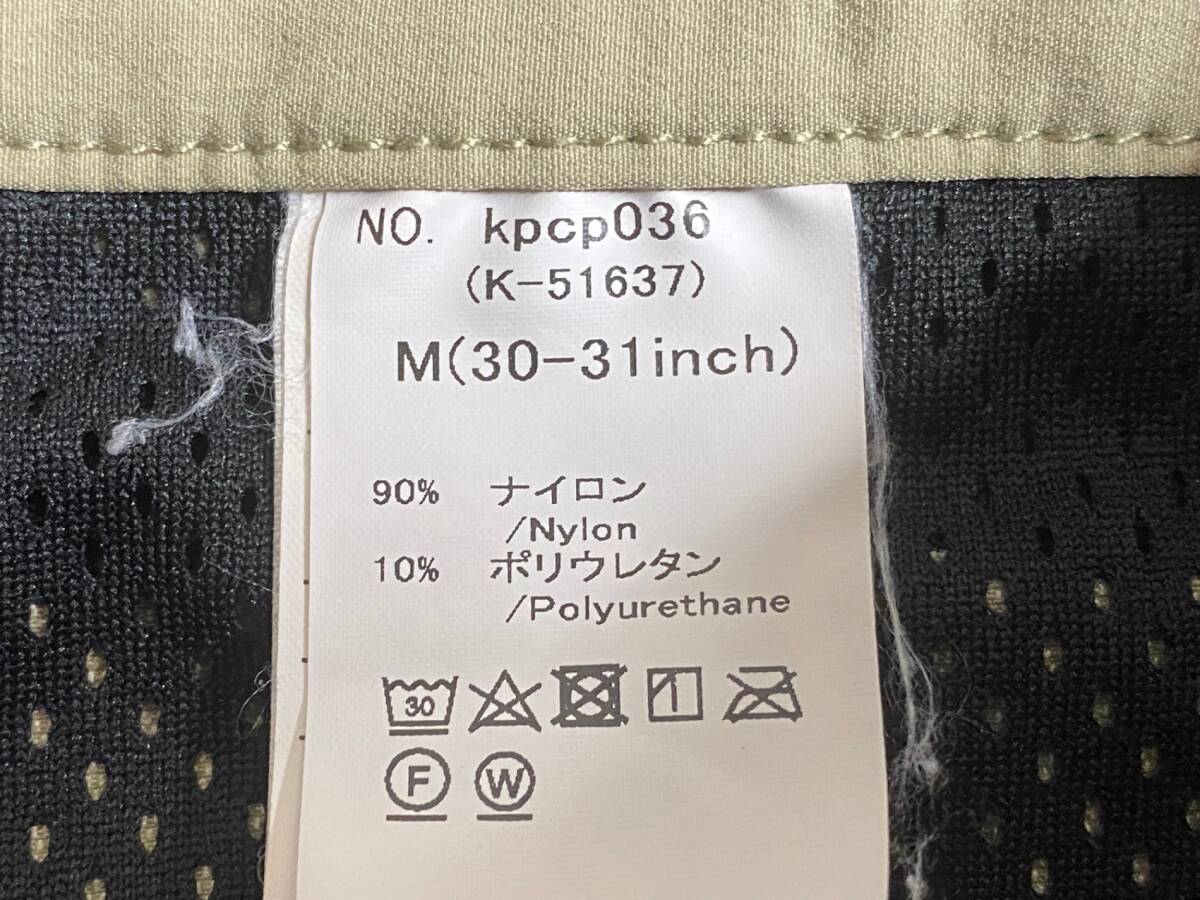 NO. kpcp036
(K-51637)
M(30-31inch)
90% ナイロン
/Nylon
10% ポリウレタン
/Polyurethane
30
F W